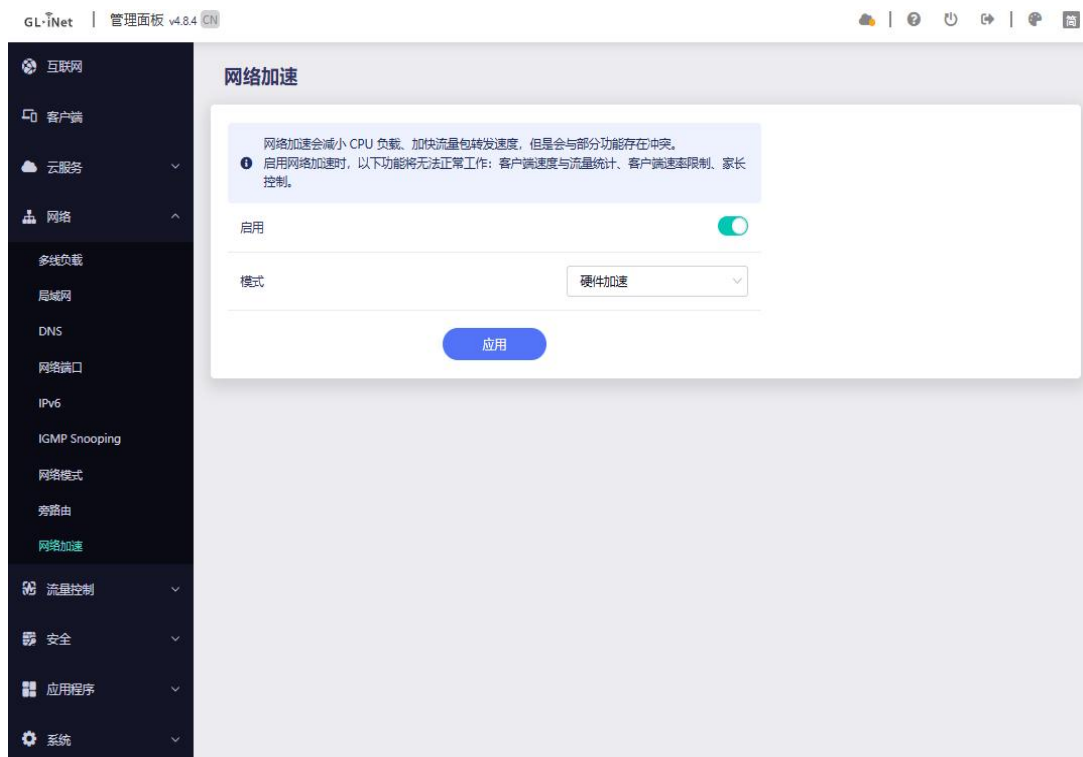 GL·iNet | 管理面板 v4.8.4 CN
简
互联网
客户端
云服务
网络
多线负载
局域网
DNS
网络端口
IPv6
IGMP Snooping
网络模式
旁路由
网络加速
流量控制
安全
应用程序
系统
网络加速
网络加速会减小 CPU 负载、加快流量包转发速度，但是会与部分功能存在冲突。
启用网络加速时，以下功能将无法正常工作：客户端速度与流量统计、客户端速率限制、家长
控制。
启用
模式
硬件加速
应用